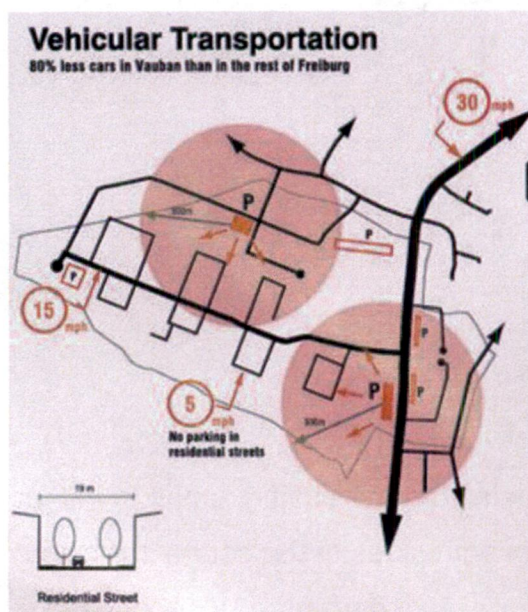 Vehicular Transportation
80% less cars in Vauban than in the rest of Freiburg
30 mph
P
P
P
15 mph
P
P
P
5 mph
No parking in
residential streets
19 m
Residential Street